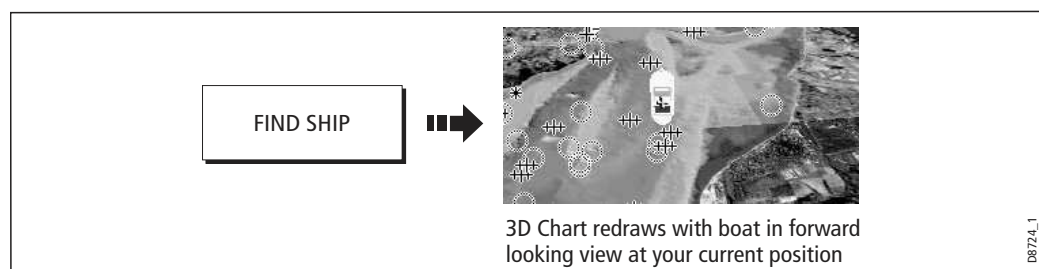 FIND SHIP
3D Chart redraws with boat in forward
looking view at your current position
D8724_1